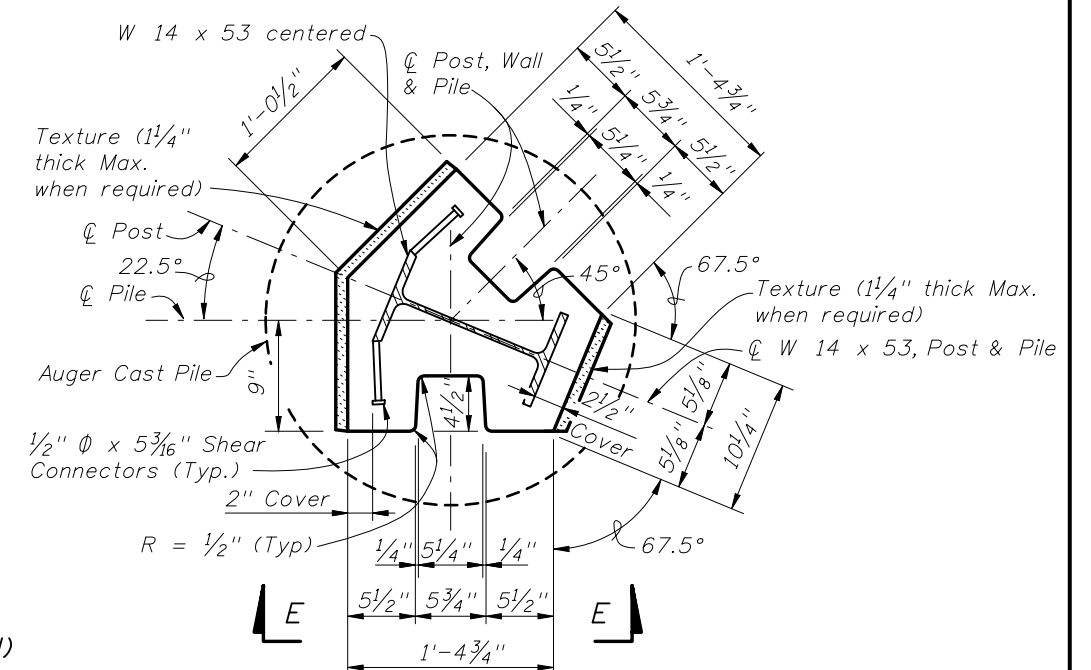 W 14 x 53 centered
℄ Post, Wall
& Pile
1'-0½"
5½"
1'-4¾"
¼"
5¾"
5¼"
5½"
¼"
Texture (1¼"
thick Max.
when required)
℄ Post
22.5°
℄ Pile
45°
67.5°
Texture (1¼" thick Max.
when required)
℄ W 14 x 53, Post & Pile
Auger Cast Pile
9"
4½"
2½"
Cover
5⅛"
5⅛"
10¼"
½" Φ x 5³⁄₁₆" Shear
Connectors (Typ.)
2" Cover
R = ½" (Typ)
67.5°
¼" 5¼" ¼"
5½" 5¾" 5½"
E E
1'-4¾"